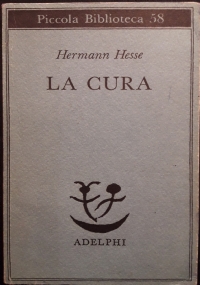 Piccola Biblioteca 58
Hermann Hesse
LA CURA
ADELPHI